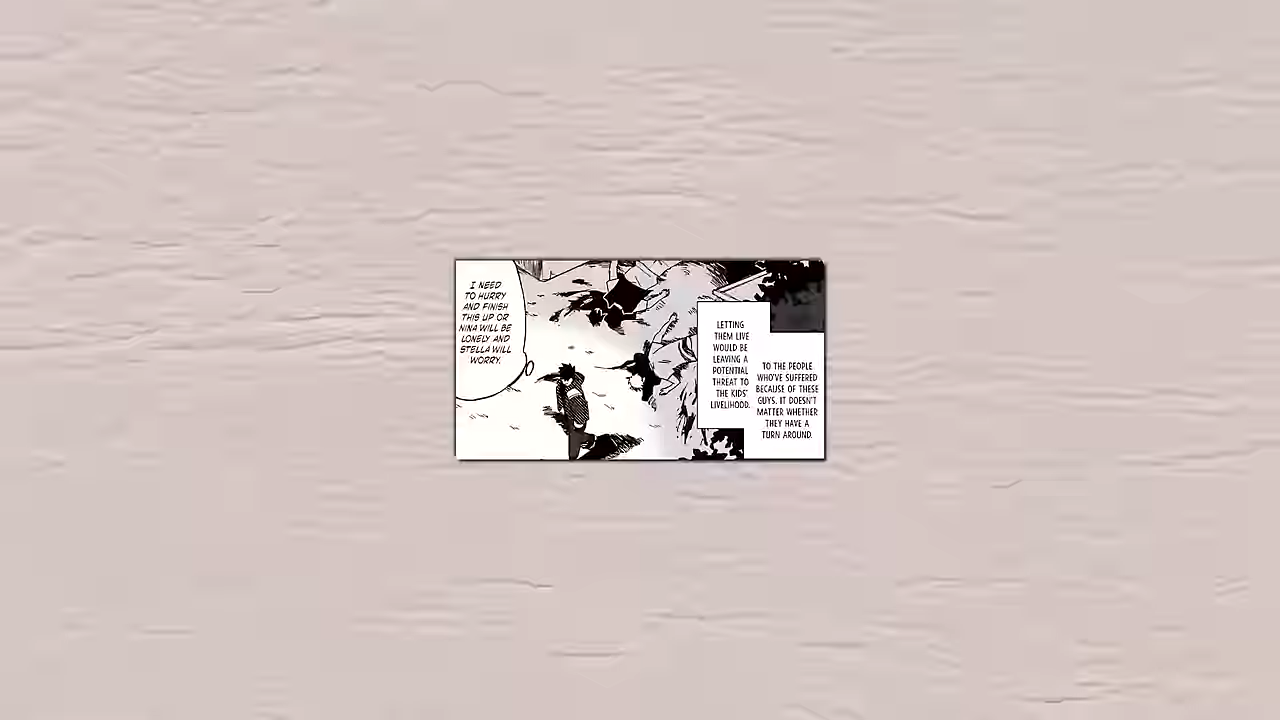 TO THE PEOPLE
WHO'VE SUFFERED
BECAUSE OF THESE
GUYS. IT DOESN'T
MATTER WHETHER
THEY HAVE A
TURN AROUND.
LETTING
THEM LIVE
WOULD BE
LEAVING A
POTENTIAL
THREAT TO
THE KIDS'
LIVELIHOOD.
I NEED
TO HURRY
AND FINISH
THIS UP OR
NINA WILL BE
LONELY AND
STELLA WILL
WORRY.